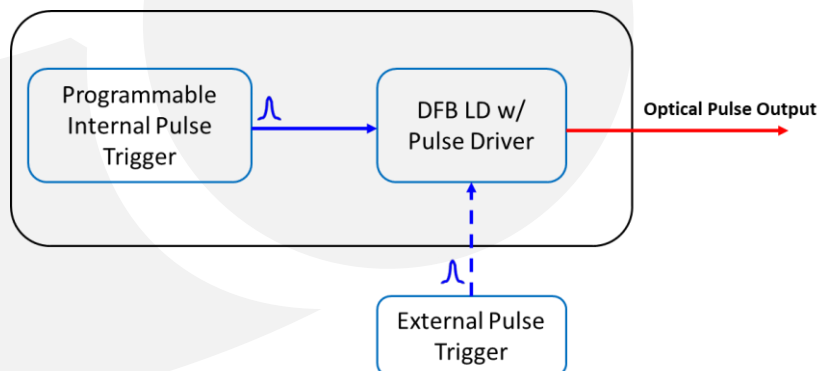 Programmable
Internal Pulse
Trigger
DFB LD w/
Pulse Driver
Optical Pulse Output
External Pulse
Trigger